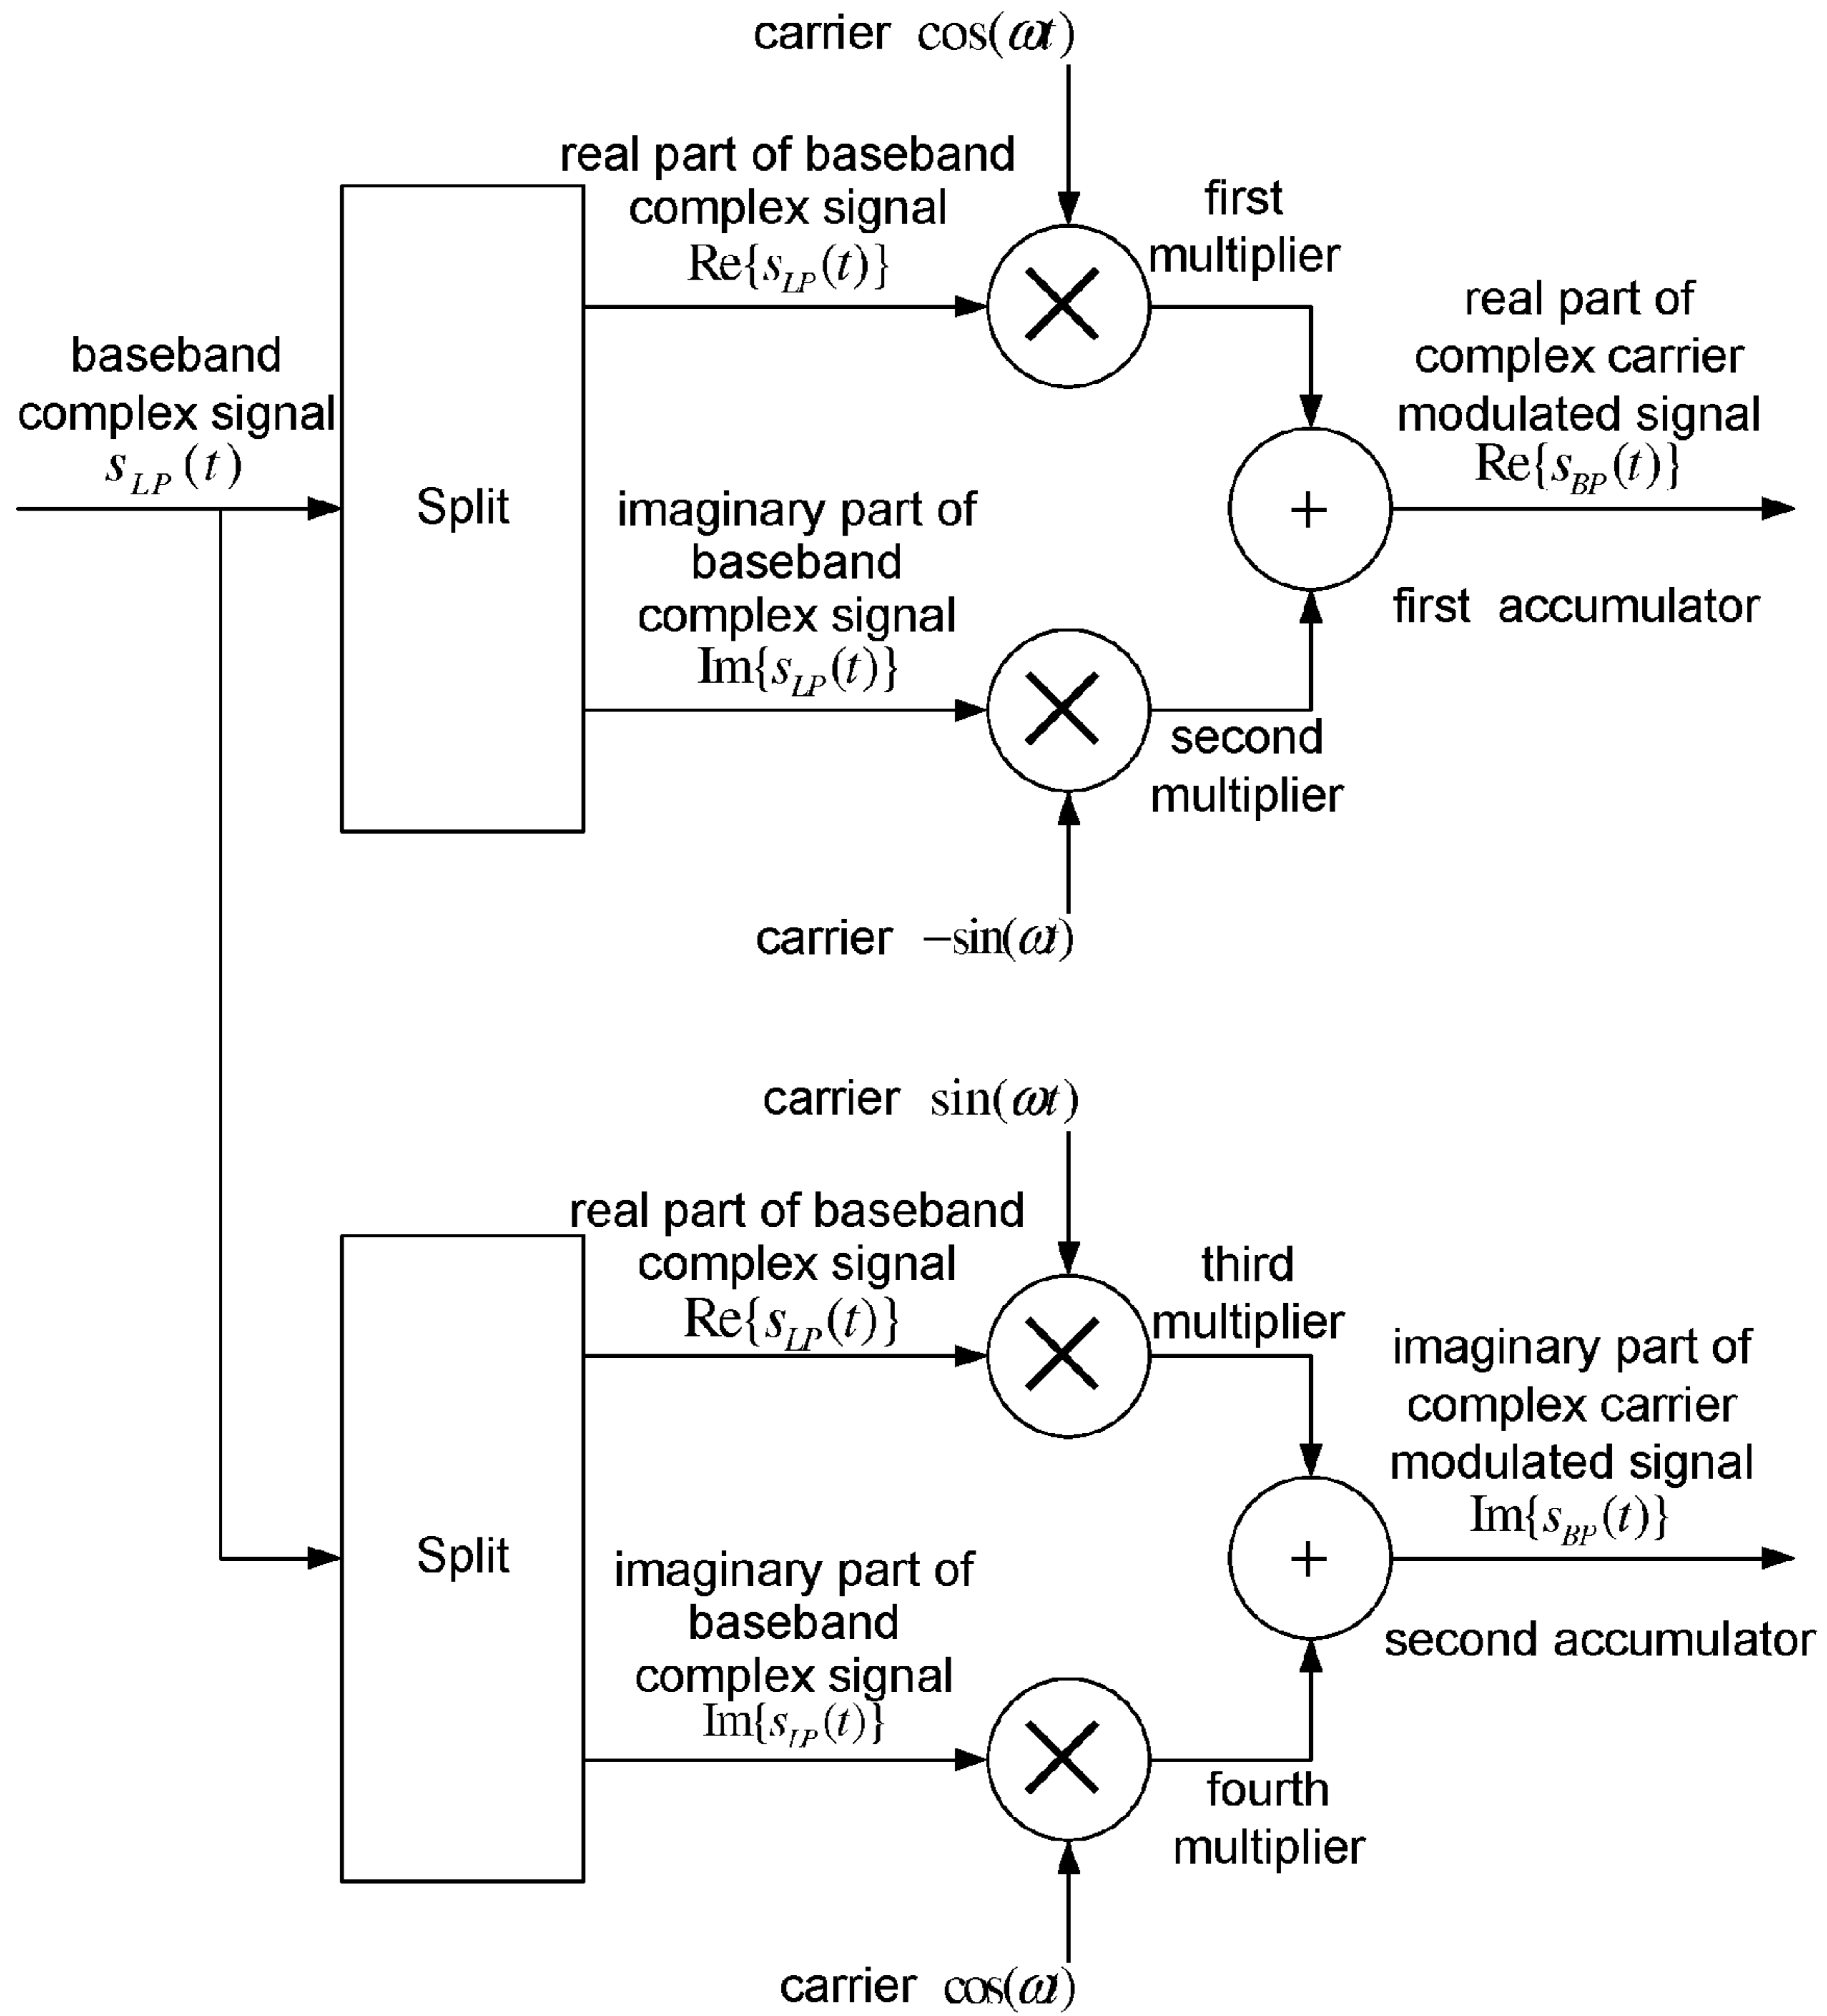 carrier cos(ωt)
real part of baseband
complex signal
Re{s_LP(t)}
first
multiplier
real part of
complex carrier
modulated signal
Re{s_BP(t)}
baseband
complex signal
s_LP(t)
Split
imaginary part of
baseband
complex signal
Im{s_LP(t)}
+
first accumulator
second
multiplier
carrier −sin(ωt)
carrier sin(ωt)
real part of baseband
complex signal
Re{s_LP(t)}
third
multiplier
imaginary part of
complex carrier
modulated signal
Im{s_BP(t)}
Split
imaginary part of
baseband
complex signal
Im{s_LP(t)}
+
second accumulator
fourth
multiplier
carrier cos(ωt)